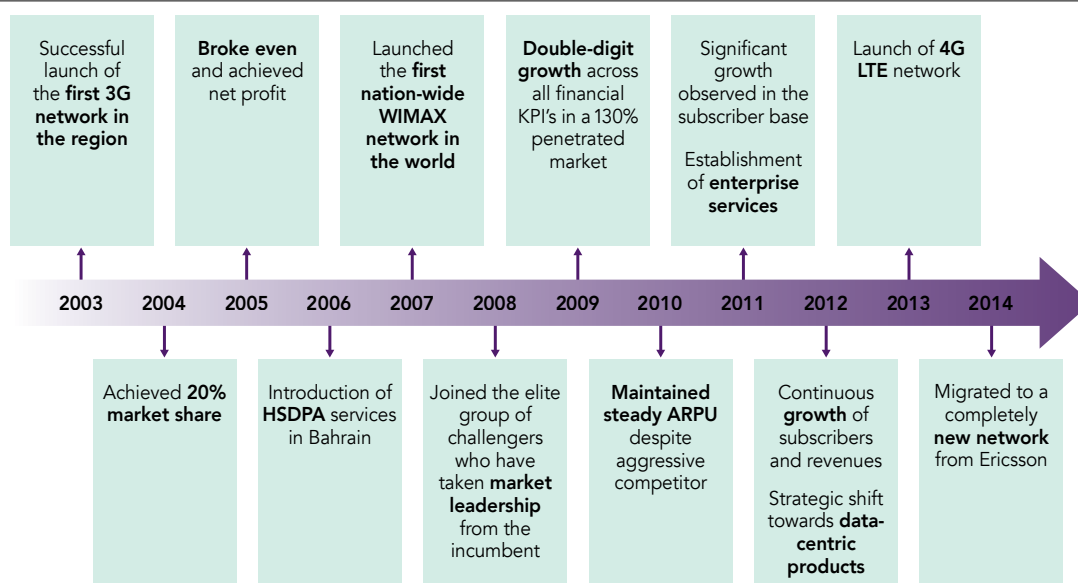 Successful
launch of
the first 3G
network in
the region
Broke even
and achieved
net profit
Launched
the first
nation-wide
WIMAX
network in
the world
Double-digit
growth across
all financial
KPI's in a 130%
penetrated
market
Significant
growth
observed in the
subscriber base
Establishment
of enterprise
services
Launch of 4G
LTE network
2003 2004 2005 2006 2007 2008 2009 2010 2011 2012 2013 2014
Achieved 20%
market share
Introduction of
HSDPA services
in Bahrain
Joined the elite
group of
challengers
who have
taken market
leadership
from the
incumbent
Maintained
steady ARPU
despite
aggressive
competitor
Continuous
growth of
subscribers
and revenues
Strategic shift
towards data-
centric
products
Migrated to a
completely
new network
from Ericsson